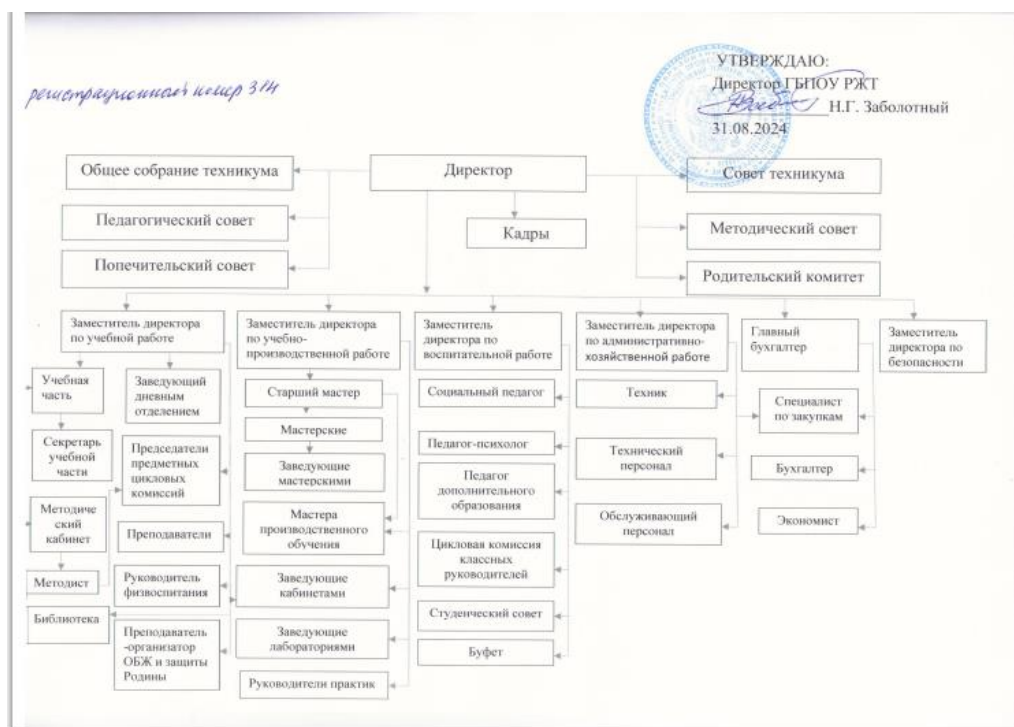 регистрационный номер 314
УТВЕРЖДАЮ:
Директор ГБПОУ РЖТ
Н.Г. Заболотный
31.08.2024
Общее собрание техникума
Директор
Совет техникума
Педагогический совет
Кадры
Методический совет
Попечительский совет
Родительский комитет
Заместитель директора
по учебной работе
Заместитель директора
по учебно-
производственной работе
Заместитель
директора по
воспитательной работе
Заместитель директора
по административно-
хозяйственной работе
Главный
бухгалтер
Заместитель
директора по
безопасности
Учебная
часть
Секретарь
учебной
части
Методиче
ский
кабинет
Методист
Библиотека
Заведующий
дневным
отделением
Председатели
предметных
цикловых
комиссий
Преподаватели
Руководитель
физвоспитания
Преподаватель
-организатор
ОБЖ и защиты
Родины
Старший мастер
Мастерские
Заведующие
мастерскими
Мастера
производственного
обучения
Заведующие
кабинетами
Заведующие
лабораториями
Руководители практик
Социальный педагог
Педагог-психолог
Педагог
дополнительного
образования
Цикловая комиссия
классных
руководителей
Студенческий совет
Буфет
Техник
Технический
персонал
Обслуживающий
персонал
Специалист
по закупкам
Бухгалтер
Экономист